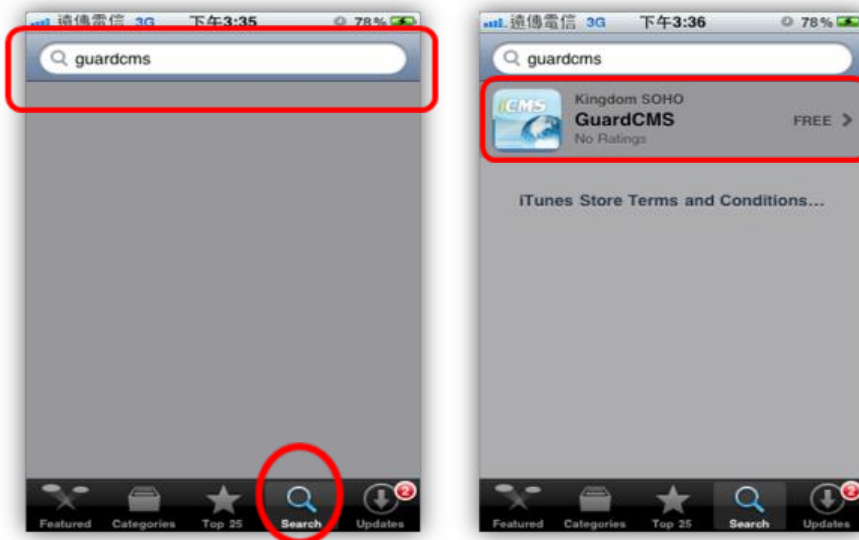 遠傳電信 3G 下午3:35 78%
guardcms
Featured Categories Top 25 Search Updates
2
遠傳電信 3G 下午3:36 78%
guardcms
iCMS
Kingdom SOHO
GuardCMS
FREE
No Ratings
iTunes Store Terms and Conditions...
Featured Categories Top 25 Search Updates
2